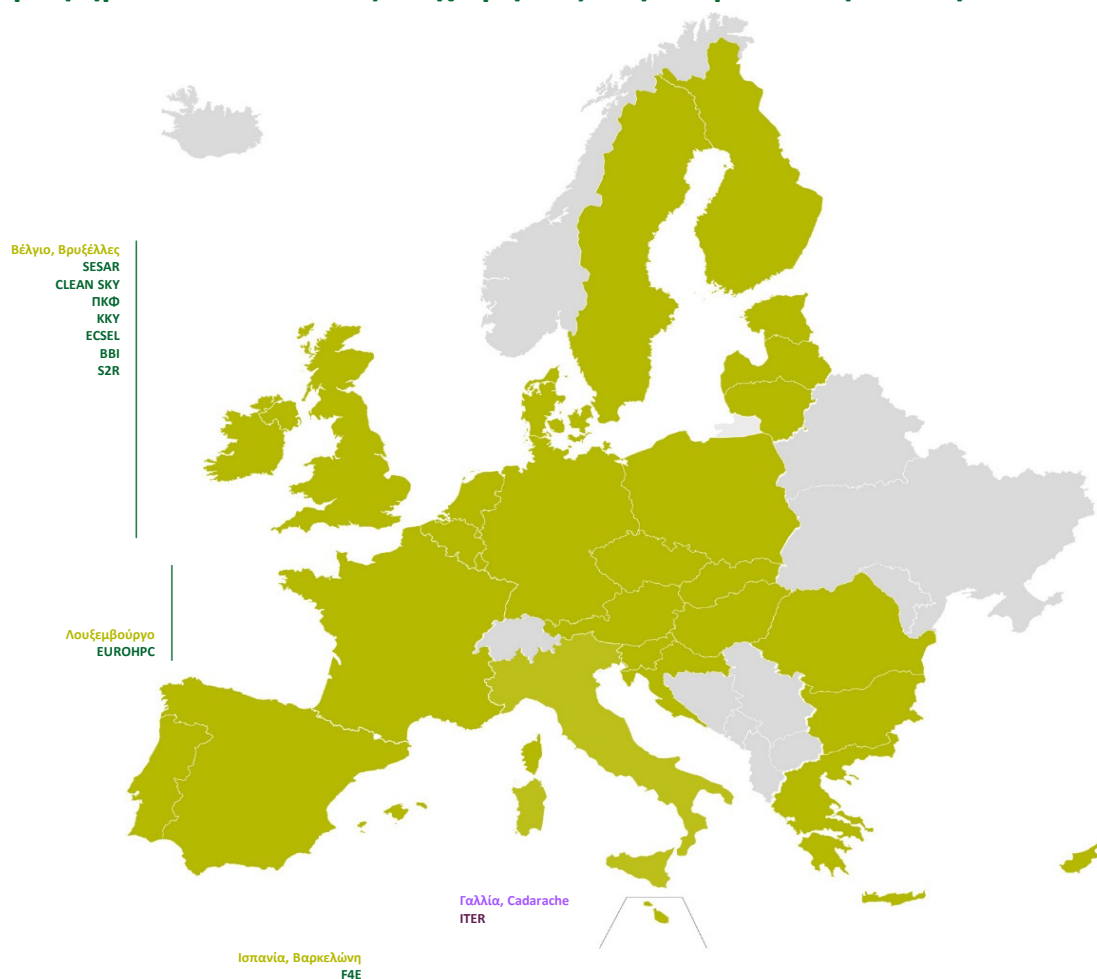 Βέλγιο, Βρυξέλλες
SESAR
CLEAN SKY
ΠΚΦ
ΚΚΥ
ECSEL
BBI
S2R
Λουξεμβούργο
EUROHPC
Γαλλία, Cadarache
ITER
Ισπανία, Βαρκελώνη
F4E